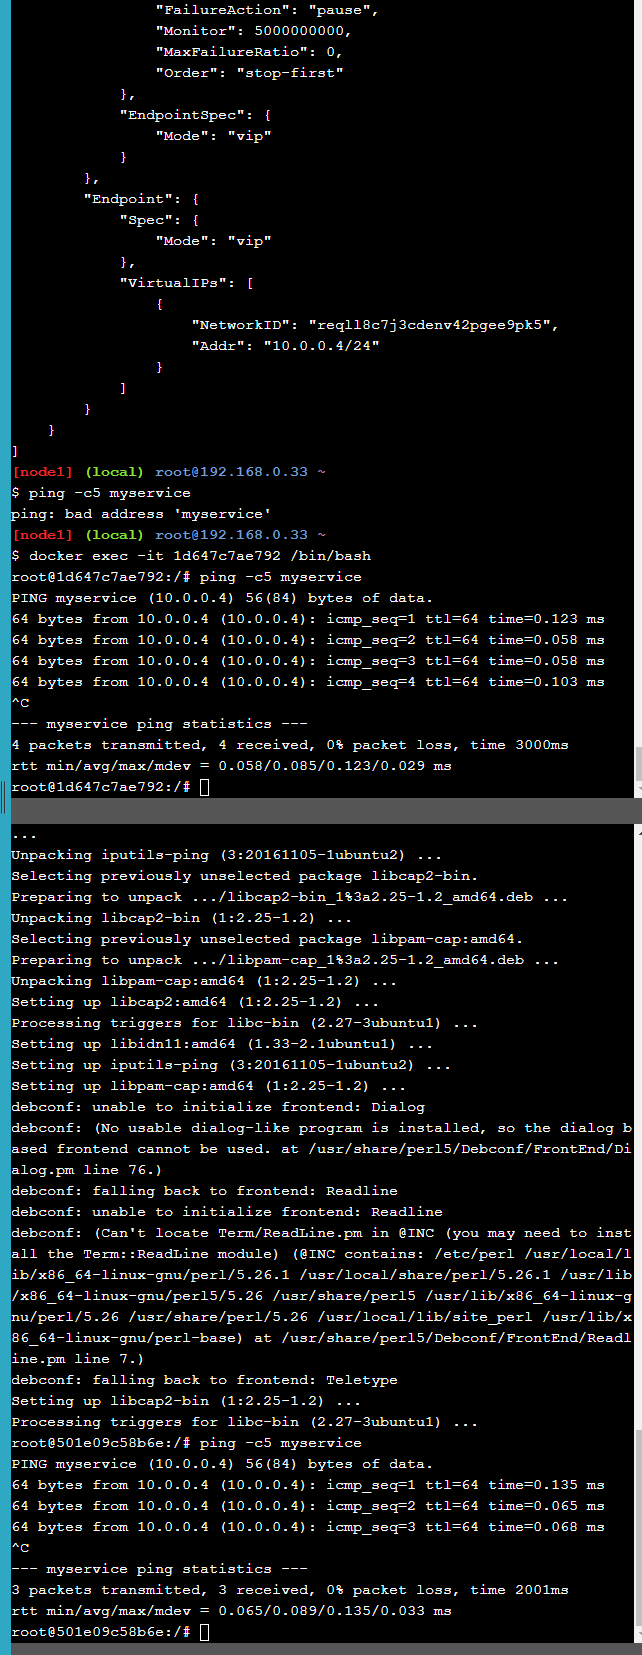 "FailureAction": "pause",
"Monitor": 5000000000,
"MaxFailureRatio": 0,
"Order": "stop-first"
},
"EndpointSpec": {
"Mode": "vip"
}
},
"Endpoint": {
"Spec": {
"Mode": "vip"
},
"VirtualIPs": [
{
"NetworkID": "reqll8c7j3cdenv42pgee9pk5",
"Addr": "10.0.0.4/24"
}
]
}
}
]
[node1] (local) root@192.168.0.33 ~
$ ping -c5 myservice
ping: bad address 'myservice'
[node1] (local) root@192.168.0.33 ~
$ docker exec -it 1d647c7ae792 /bin/bash
root@1d647c7ae792:/# ping -c5 myservice
PING myservice (10.0.0.4) 56(84) bytes of data.
64 bytes from 10.0.0.4 (10.0.0.4): icmp_seq=1 ttl=64 time=0.123 ms
64 bytes from 10.0.0.4 (10.0.0.4): icmp_seq=2 ttl=64 time=0.058 ms
64 bytes from 10.0.0.4 (10.0.0.4): icmp_seq=3 ttl=64 time=0.058 ms
64 bytes from 10.0.0.4 (10.0.0.4): icmp_seq=4 ttl=64 time=0.103 ms
^C
--- myservice ping statistics ---
4 packets transmitted, 4 received, 0% packet loss, time 3000ms
rtt min/avg/max/mdev = 0.058/0.085/0.123/0.029 ms
root@1d647c7ae792:/#
...
Unpacking iputils-ping (3:20161105-1ubuntu2) ...
Selecting previously unselected package libcap2-bin.
Preparing to unpack .../libcap2-bin_1%3a2.25-1.2_amd64.deb ...
Unpacking libcap2-bin (1:2.25-1.2) ...
Selecting previously unselected package libpam-cap:amd64.
Preparing to unpack .../libpam-cap_1%3a2.25-1.2_amd64.deb ...
Unpacking libpam-cap:amd64 (1:2.25-1.2) ...
Setting up libcap2:amd64 (1:2.25-1.2) ...
Processing triggers for libc-bin (2.27-3ubuntu1) ...
Setting up libidn11:amd64 (1.33-2.1ubuntu1) ...
Setting up iputils-ping (3:20161105-1ubuntu2) ...
Setting up libpam-cap:amd64 (1:2.25-1.2) ...
debconf: unable to initialize frontend: Dialog
debconf: (No usable dialog-like program is installed, so the dialog b
ased frontend cannot be used. at /usr/share/perl5/Debconf/FrontEnd/Di
alog.pm line 76.)
debconf: falling back to frontend: Readline
debconf: unable to initialize frontend: Readline
debconf: (Can't locate Term/ReadLine.pm in @INC (you may need to inst
all the Term::ReadLine module) (@INC contains: /etc/perl /usr/local/l
ib/x86_64-linux-gnu/perl/5.26.1 /usr/local/share/perl/5.26.1 /usr/lib
/x86_64-linux-gnu/perl5/5.26 /usr/share/perl5 /usr/lib/x86_64-linux-g
nu/perl/5.26 /usr/share/perl/5.26 /usr/local/lib/site_perl /usr/lib/x
86_64-linux-gnu/perl-base) at /usr/share/perl5/Debconf/FrontEnd/Readl
ine.pm line 7.)
debconf: falling back to frontend: Teletype
Setting up libcap2-bin (1:2.25-1.2) ...
Processing triggers for libc-bin (2.27-3ubuntu1) ...
root@501e09c58b6e:/# ping -c5 myservice
PING myservice (10.0.0.4) 56(84) bytes of data.
64 bytes from 10.0.0.4 (10.0.0.4): icmp_seq=1 ttl=64 time=0.135 ms
64 bytes from 10.0.0.4 (10.0.0.4): icmp_seq=2 ttl=64 time=0.065 ms
64 bytes from 10.0.0.4 (10.0.0.4): icmp_seq=3 ttl=64 time=0.068 ms
^C
--- myservice ping statistics ---
3 packets transmitted, 3 received, 0% packet loss, time 2001ms
rtt min/avg/max/mdev = 0.065/0.089/0.135/0.033 ms
root@501e09c58b6e:/#